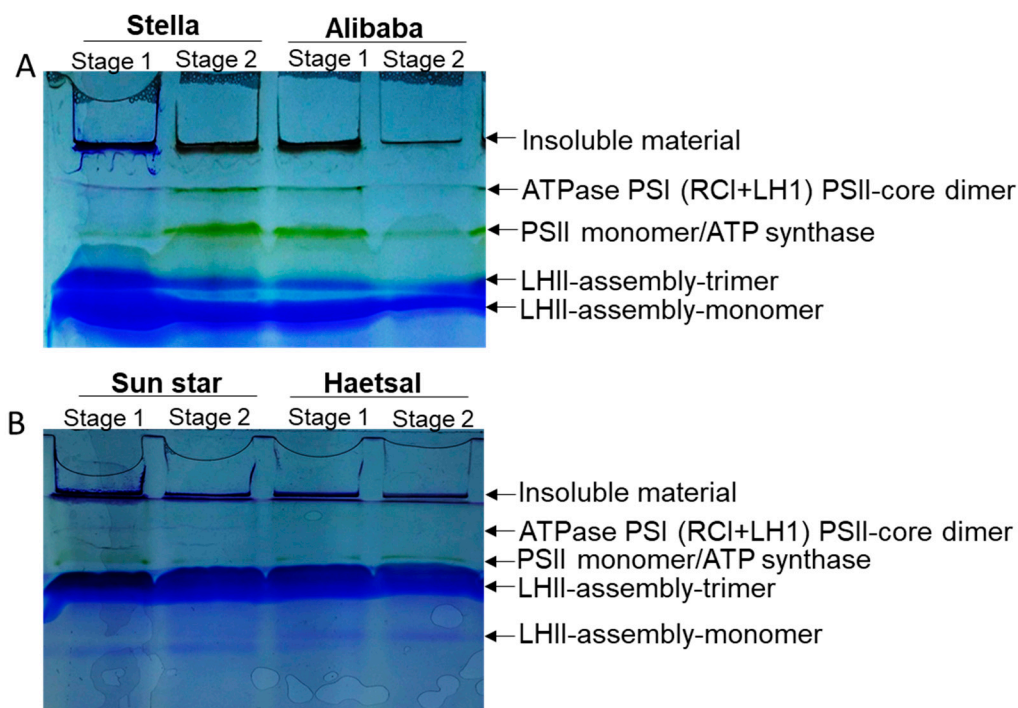 Stella Alibaba
Stage 1 Stage 2 Stage 1 Stage 2
A
Insoluble material
ATPase PSI (RCI+LH1) PSII-core dimer
PSII monomer/ATP synthase
LHII-assembly-trimer
LHII-assembly-monomer
Sun star Haetsal
Stage 1 Stage 2 Stage 1 Stage 2
B
Insoluble material
ATPase PSI (RCI+LH1) PSII-core dimer
PSII monomer/ATP synthase
LHII-assembly-trimer
LHII-assembly-monomer